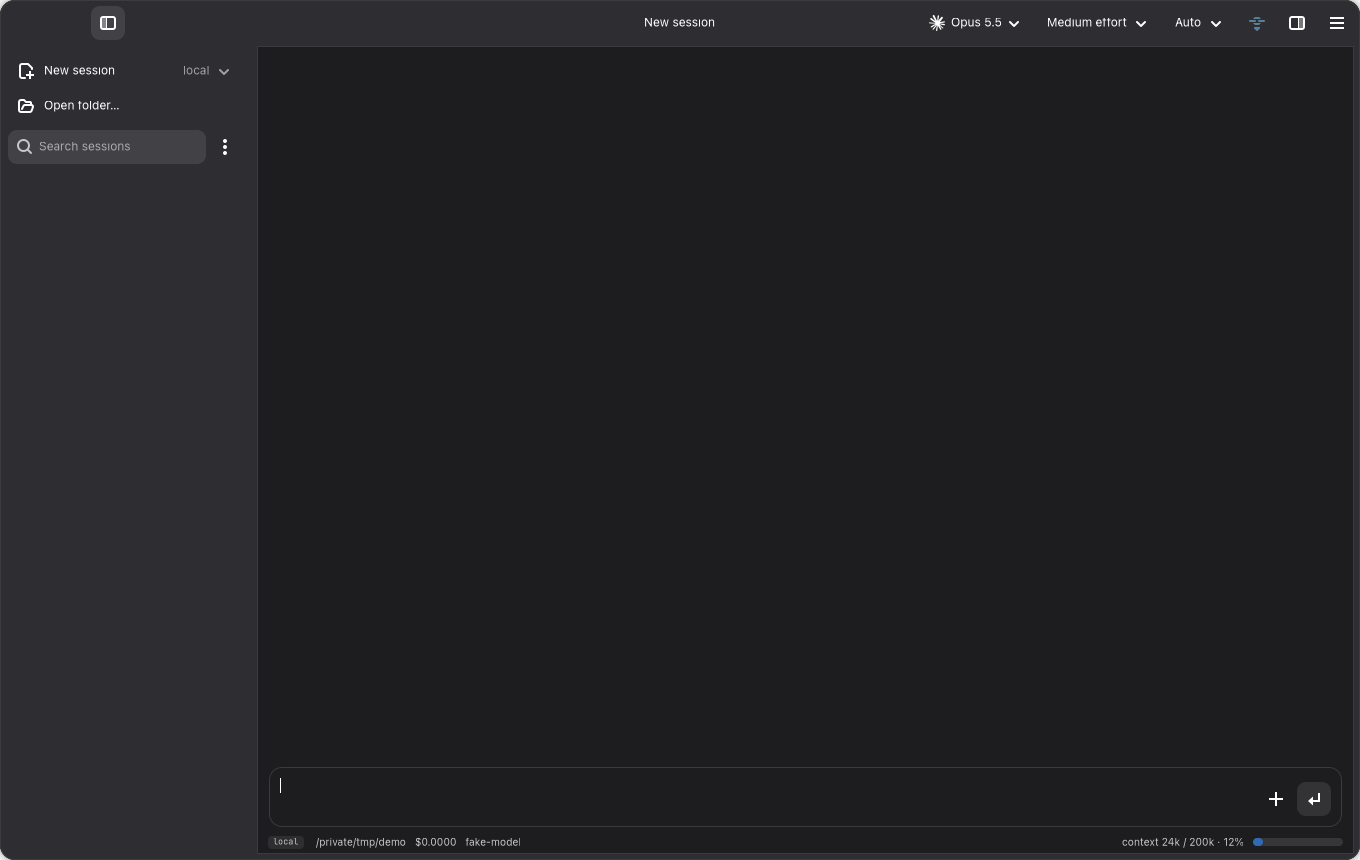 New session
Opus 5.5
Medium effort
Auto
New session
local
Open folder...
Search sessions
local
/private/tmp/demo
$0.0000
fake-model
context 24k / 200k · 12%